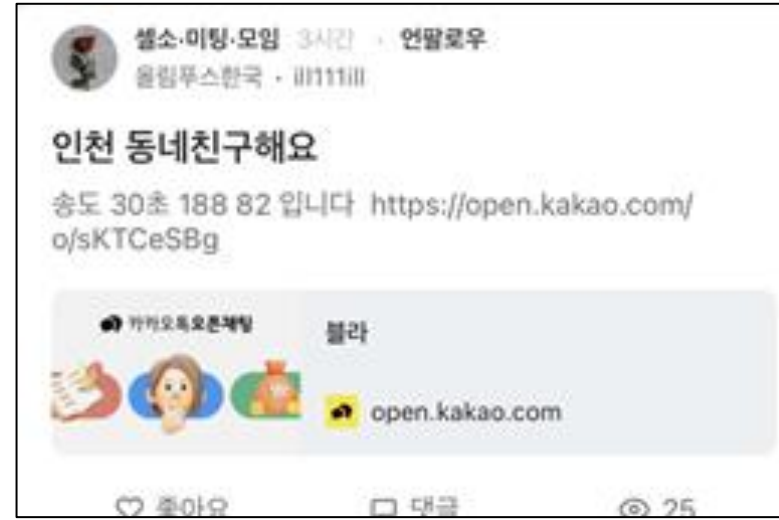 셀소·미팅·모임 3시간 · 언팔로우
올림푸스한국 · ill111ill
인천 동네친구해요
송도 30초 188 82 입니다 https://open.kakao.com/
o/sKTCeSBg
카카오톡오픈채팅
블라
open.kakao.com
좋아요 댓글 25